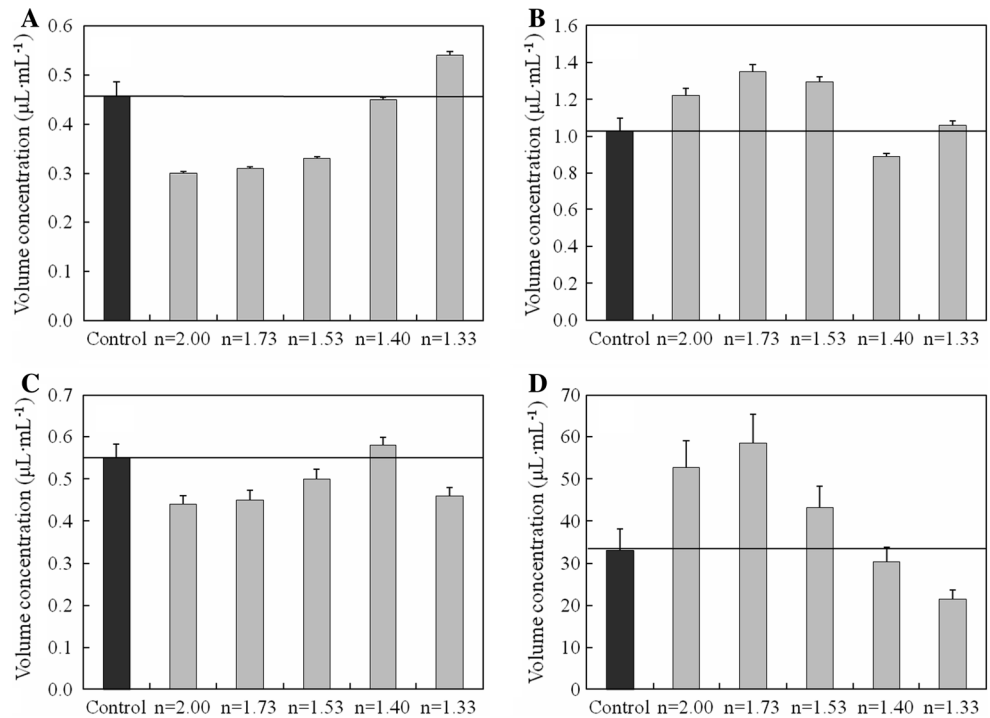 A
Volume concentration (µL·mL⁻¹)
0.6
0.5
0.4
0.3
0.2
0.1
0.0
Control n=2.00 n=1.73 n=1.53 n=1.40 n=1.33
B
Volume concentration (µL·mL⁻¹)
1.6
1.4
1.2
1.0
0.8
0.6
0.4
0.2
0.0
Control n=2.00 n=1.73 n=1.53 n=1.40 n=1.33
C
Volume concentration (µL·mL⁻¹)
0.7
0.6
0.5
0.4
0.3
0.2
0.1
0.0
Control n=2.00 n=1.73 n=1.53 n=1.40 n=1.33
D
Volume concentration (µL·mL⁻¹)
70
60
50
40
30
20
10
0
Control n=2.00 n=1.73 n=1.53 n=1.40 n=1.33